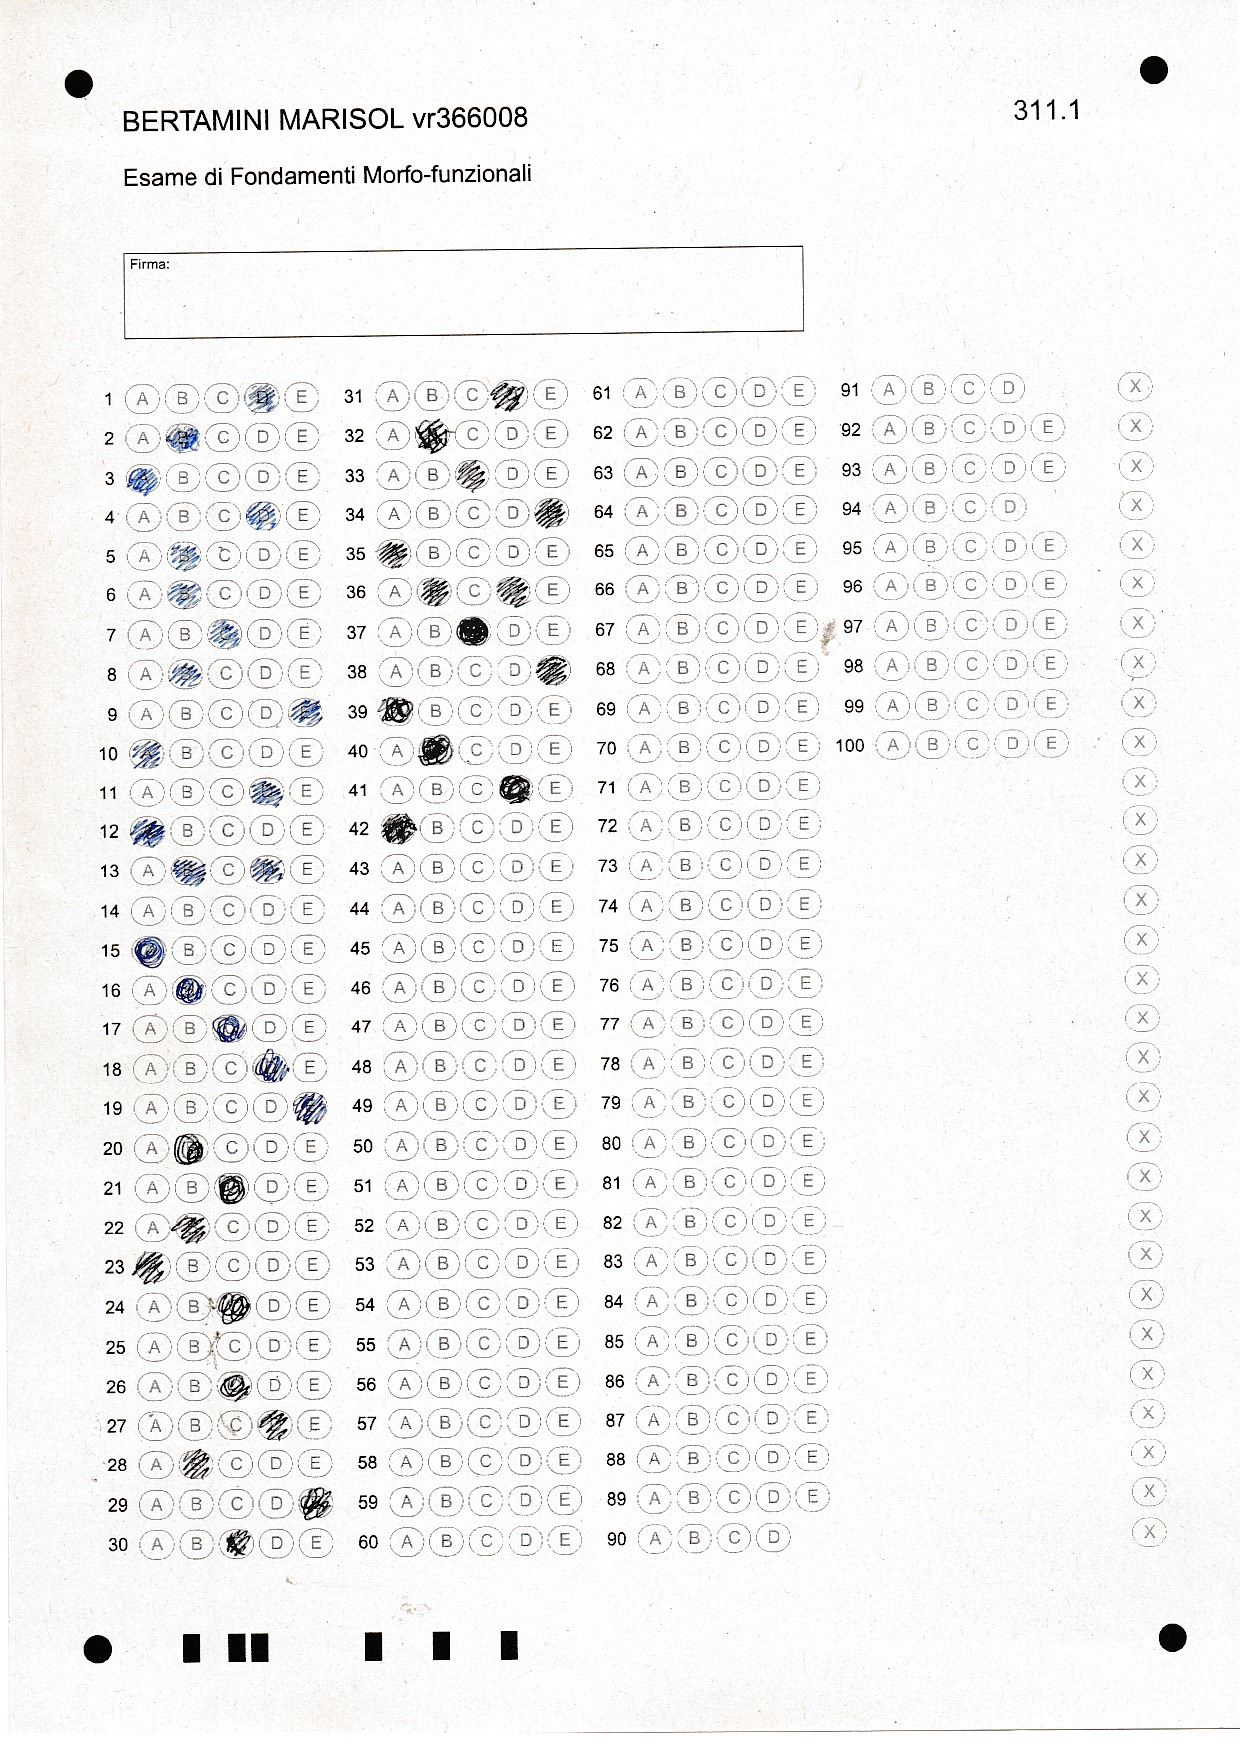 BERTAMINI MARISOL vr366008
311.1
Esame di Fondamenti Morfo-funzionali
Firma:
1 A B C D E 31 A B C E 61 A B C D E 91 A B C D X
2 A B C D E 32 A C D E 62 A B C D E 92 A B C D E X
3 B C D E 33 A B D E 63 A B C D E 93 A B C D E X
4 A B C D E 34 A B C D 64 A B C D E 94 A B C D X
5 A B C D E 35 B C D E 65 A B C D E 95 A B C D E X
6 A B C D E 36 A C E 66 A B C D E 96 A B C D E X
7 A B C D E 37 A B D E 67 A B C D E 97 A B C D E X
8 A B C D E 38 A B C D 68 A B C D E 98 A B C D E X
9 A B C D E 39 B C D E 69 A B C D E 99 A B C D E X
10 A B C D E 40 A C D E 70 A B C D E 100 A B C D E X
11 A B C E 41 A B C E 71 A B C D E X
12 B C D E 42 B C D E 72 A B C D E X
13 A C E 43 A B C D E 73 A B C D E X
14 A B C D E 44 A B C D E 74 A B C D E X
15 B C D E 45 A B C D E 75 A B C D E X
16 A C D E 46 A B C D E 76 A B C D E X
17 A B D E 47 A B C D E 77 A B C D E X
18 A B C E 48 A B C D E 78 A B C D E X
19 A B C D 49 A B C D E 79 A B C D E X
20 A C D E 50 A B C D E 80 A B C D E X
21 A B D E 51 A B C D E 81 A B C D E X
22 A C D E 52 A B C D E 82 A B C D E X
23 B C D E 53 A B C D E 83 A B C D E X
24 A B D E 54 A B C D E 84 A B C D E X
25 A B C D E 55 A B C D E 85 A B C D E X
26 A B D E 56 A B C D E 86 A B C D E X
27 A B C E 57 A B C D E 87 A B C D E X
28 A C D E 58 A B C D E 88 A B C D E X
29 A B C D 59 A B C D E 89 A B C D E X
30 A B D E 60 A B C D E 90 A B C D X